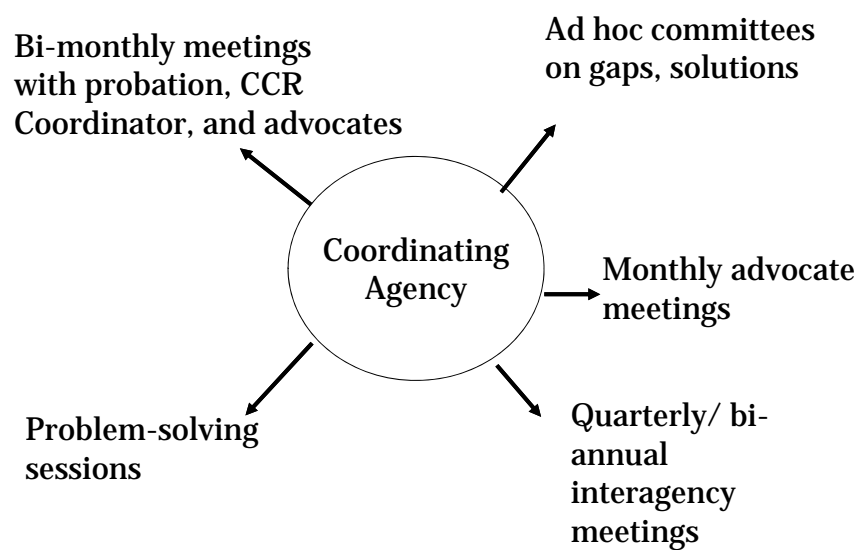 Bi-monthly meetings
with probation, CCR
Coordinator, and advocates
Ad hoc committees
on gaps, solutions
Coordinating
Agency
Monthly advocate
meetings
Problem-solving
sessions
Quarterly/ bi-
annual
interagency
meetings